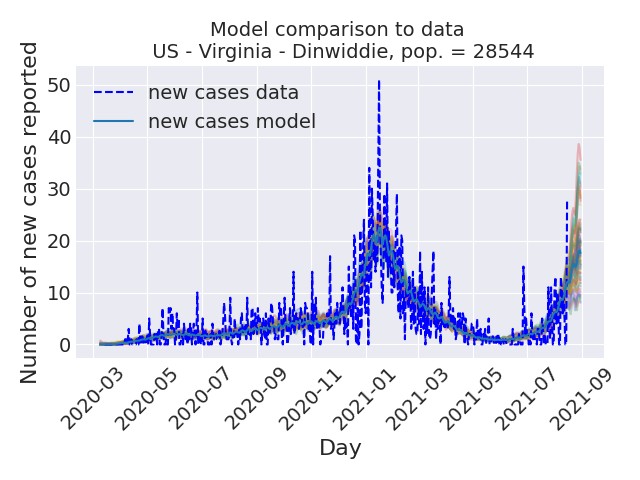 Model comparison to data
US - Virginia - Dinwiddie, pop. = 28544
Number of new cases reported
50
40
30
20
10
0
new cases data
new cases model
2020-03
2020-05
2020-07
2020-09
2020-11
2021-01
2021-03
2021-05
2021-07
2021-09
Day